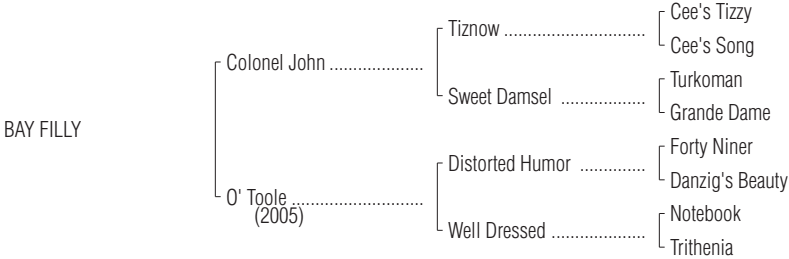 Cee's Tizzy
Tiznow ..............................
Cee's Song
Colonel John ....................
Turkoman
Sweet Damsel ..................
Grande Dame
BAY FILLY
Forty Niner
Distorted Humor ..............
Danzig's Beauty
O' Toole ............................
(2005)
Notebook
Well Dressed ....................
Trithenia